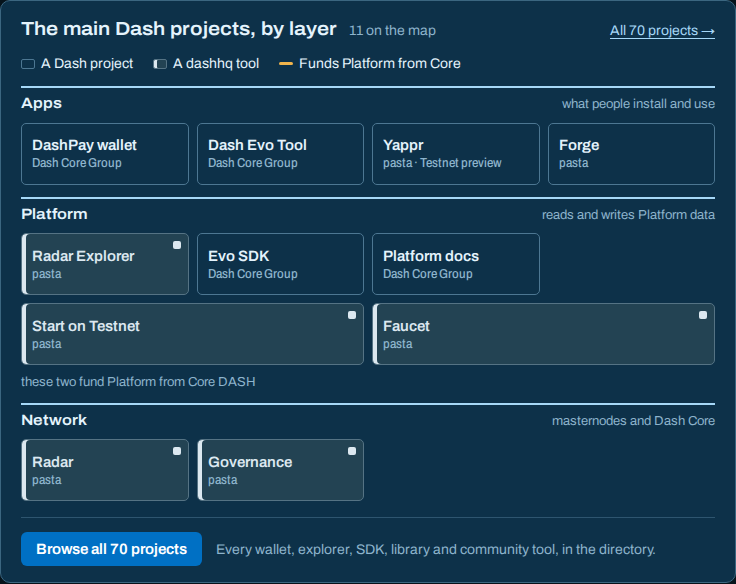 The main Dash projects, by layer 11 on the map All 70 projects →
A Dash project A dashhq tool Funds Platform from Core
Apps what people install and use
DashPay wallet
Dash Core Group
Dash Evo Tool
Dash Core Group
Yappr
pasta · Testnet preview
Forge
pasta
Platform reads and writes Platform data
Radar Explorer
pasta
Evo SDK
Dash Core Group
Platform docs
Dash Core Group
Start on Testnet
pasta
Faucet
pasta
these two fund Platform from Core DASH
Network masternodes and Dash Core
Radar
pasta
Governance
pasta
Browse all 70 projects Every wallet, explorer, SDK, library and community tool, in the directory.